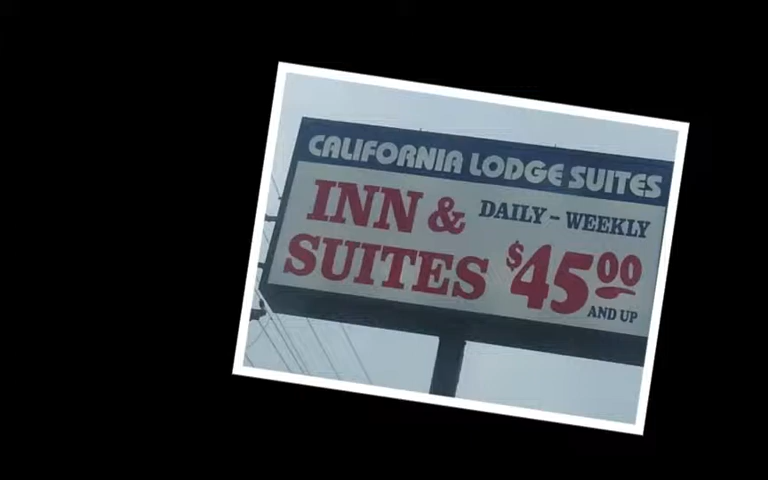 CALIFORNIA LODGE SUITES
INN & DAILY - WEEKLY
SUITES $45.00
AND UP